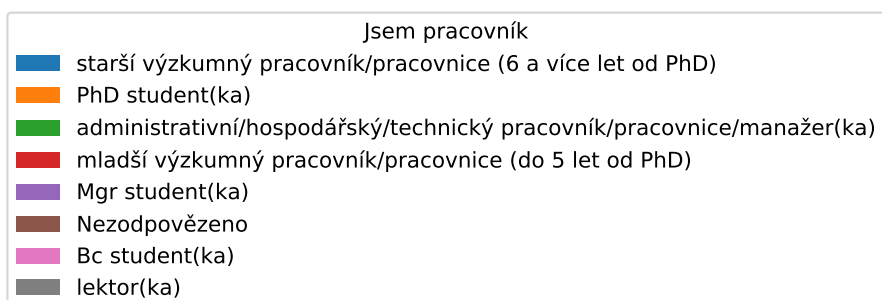 Jsem pracovník
starší výzkumný pracovník/pracovnice (6 a více let od PhD)
PhD student(ka)
administrativní/hospodářský/technický pracovník/pracovnice/manažer(ka)
mladší výzkumný pracovník/pracovnice (do 5 let od PhD)
Mgr student(ka)
Nezodpovězeno
Bc student(ka)
lektor(ka)